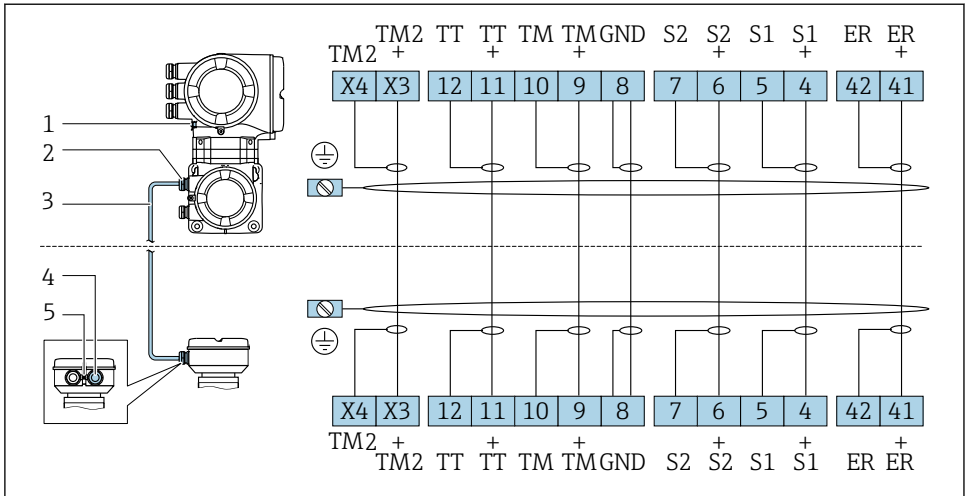 TM2 TT TT TM TM GND S2 S2 S1 S1 ER ER
TM2 + + + + + +
X4 X3 12 11 10 9 8 7 6 5 4 42 41
1
2
3
4
5
X4 X3 12 11 10 9 8 7 6 5 4 42 41
TM2 + + + + + +
TM2 TT TT TM TM GND S2 S2 S1 S1 ER ER